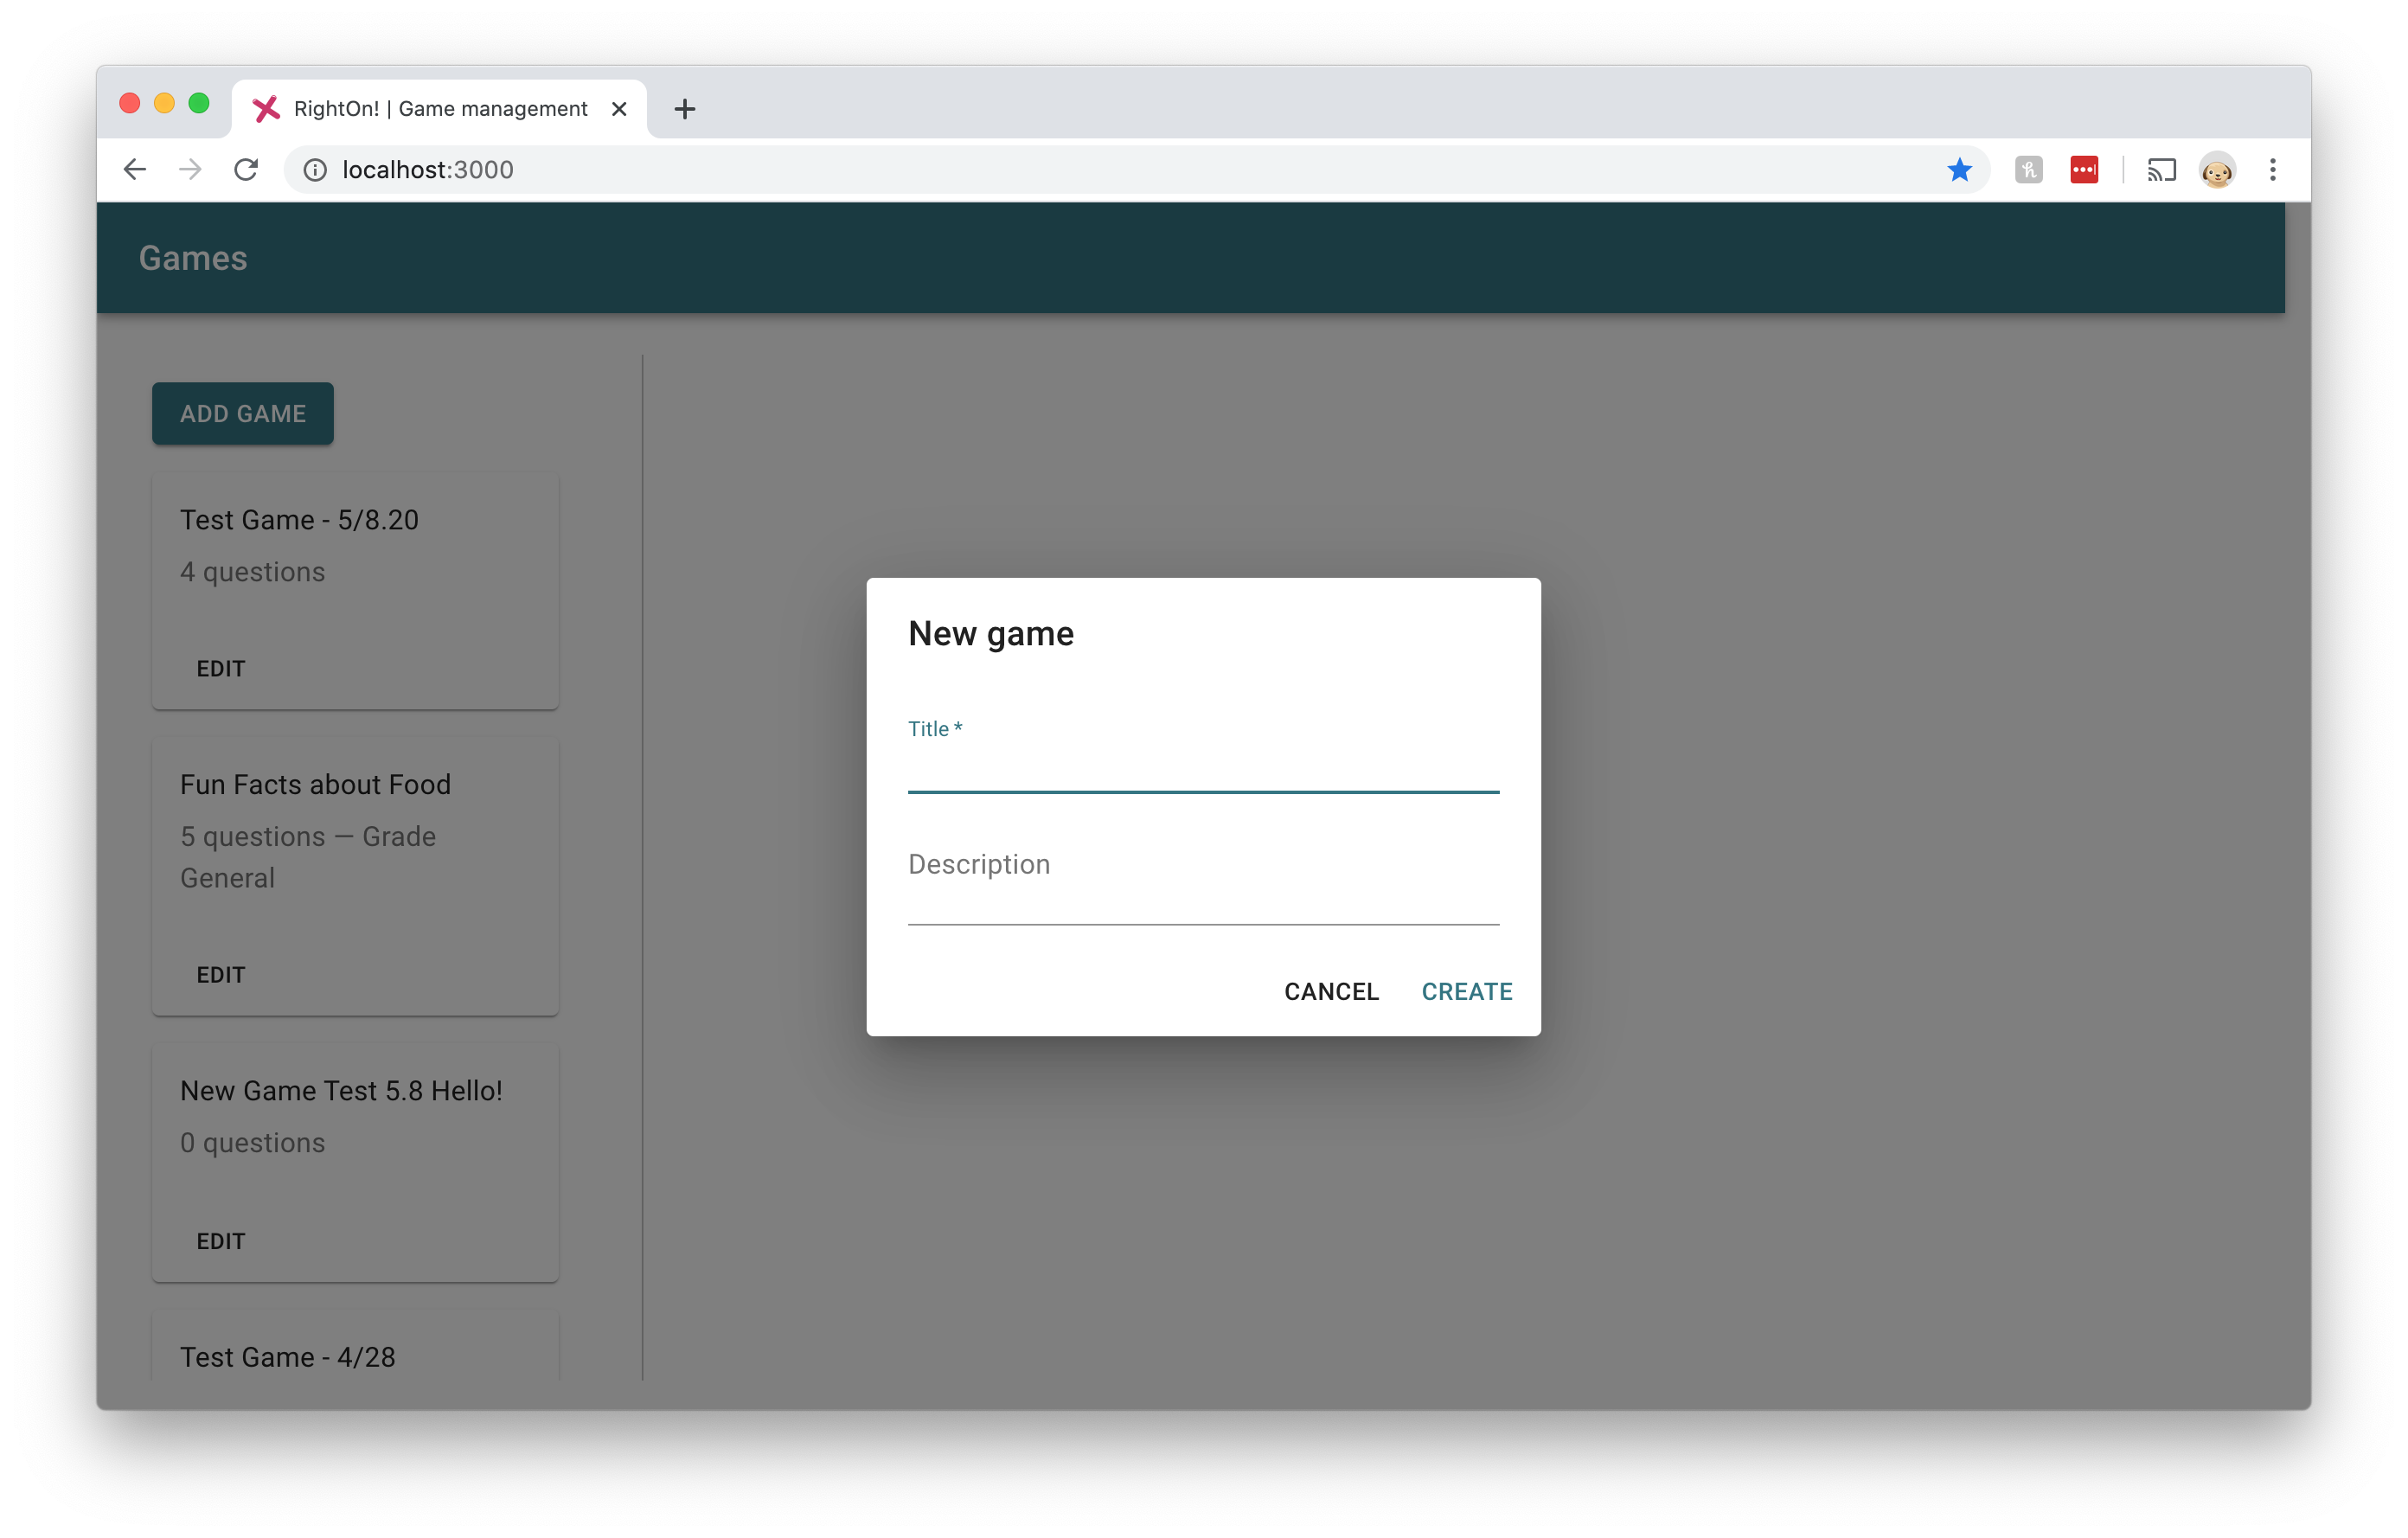 RightOn! | Game management
localhost:3000
Games
ADD GAME
Test Game - 5/8.20
4 questions
EDIT
Fun Facts about Food
5 questions — Grade
General
EDIT
New Game Test 5.8 Hello!
0 questions
EDIT
Test Game - 4/28
New game
Title *
Description
CANCEL CREATE